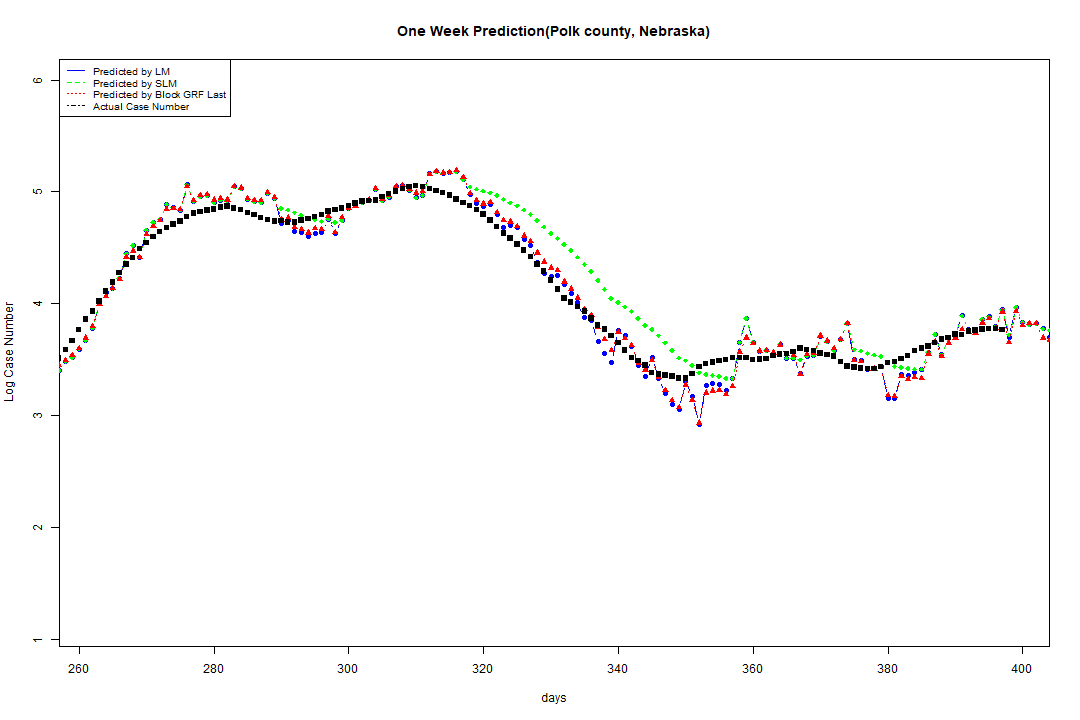 One Week Prediction(Polk county, Nebraska)
Predicted by LM
Predicted by SLM
Predicted by Block GRF Last
Actual Case Number
6
5
4
3
2
1
Log Case Number
260 280 300 320 340 360 380 400
days